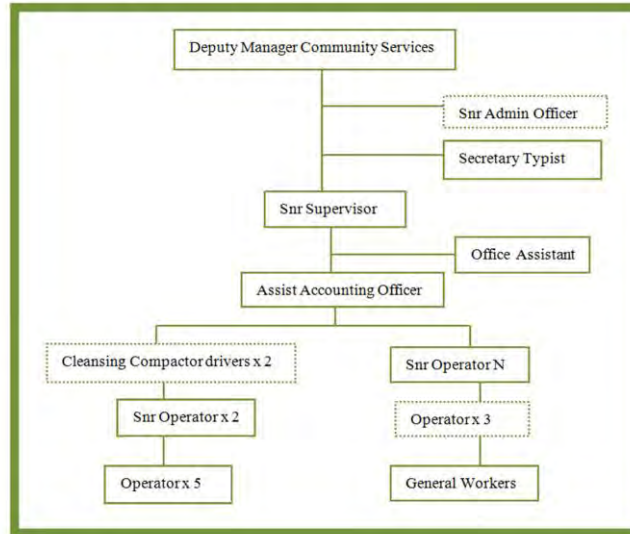 Deputy Manager Community Services
Snr Admin Officer
Secretary Typist
Snr Supervisor
Office Assistant
Assist Accounting Officer
Cleansing Compactor drivers x 2
Snr Operator N
Snr Operator x 2
Operator x 3
Operator x 5
General Workers